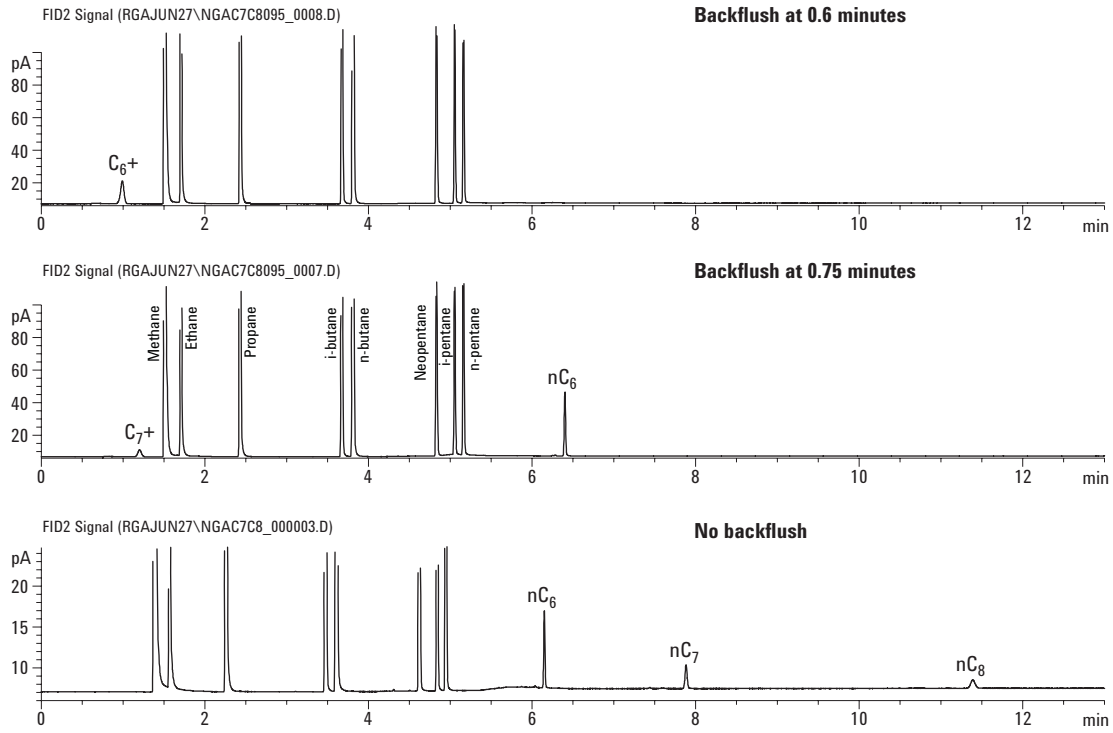 FID2 Signal (RGAJUN27\NGAC7C8095_0008.D)
Backflush at 0.6 minutes
pA
80
60
40
20
C₆+
0 2 4 6 8 10 12 min
FID2 Signal (RGAJUN27\NGAC7C8095_0007.D)
Backflush at 0.75 minutes
pA
80
60
40
20
C₇+
Methane
Ethane
Propane
i-butane
n-butane
Neopentane
i-pentane
n-pentane
nC₆
0 2 4 6 8 10 12 min
FID2 Signal (RGAJUN27\NGAC7C8_000003.D)
No backflush
pA
20
15
10
nC₆
nC₇
nC₈
0 2 4 6 8 10 12 min